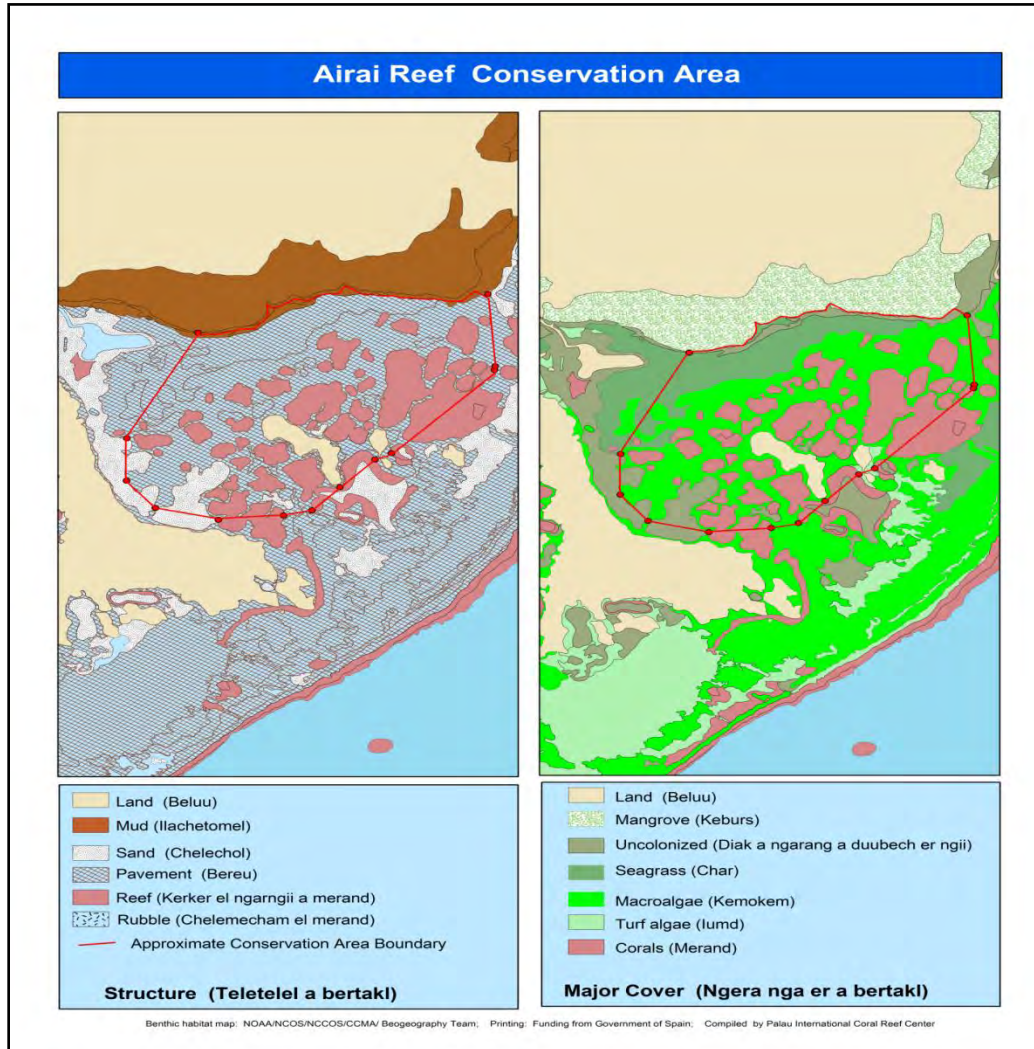 Airai Reef Conservation Area
Land (Beluu)
Mud (Ilachetomel)
Sand (Chelechol)
Pavement (Bereu)
Reef (Kerker el ngarngii a merand)
Rubble (Chelemecham el merand)
Approximate Conservation Area Boundary
Structure (Teletelel a bertakl)
Land (Beluu)
Mangrove (Keburs)
Uncolonized (Diak a ngarang a duubech er ngii)
Seagrass (Char)
Macroalgae (Kemokem)
Turf algae (Iumd)
Corals (Merand)
Major Cover (Ngera nga er a bertakl)
Benthic habitat map: NOAA/NCOS/NCCOS/CCMA/ Beogeography Team; Printing: Funding from Government of Spain; Compiled by Palau International Coral Reef Center